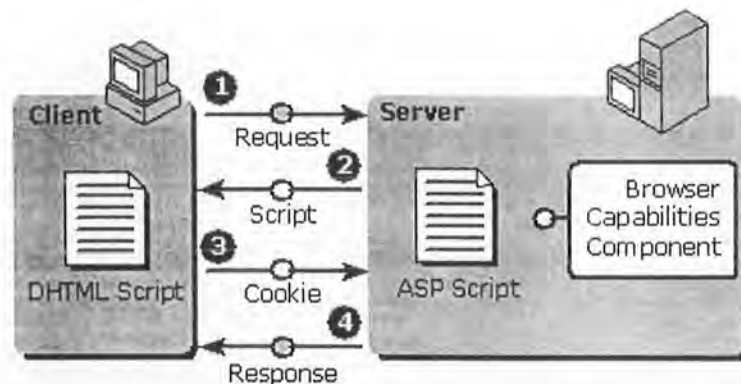 Client
1
Request
Server
2
Script
Browser
Capabilities
Component
3
DHTML Script
Cookie
ASP Script
4
Response